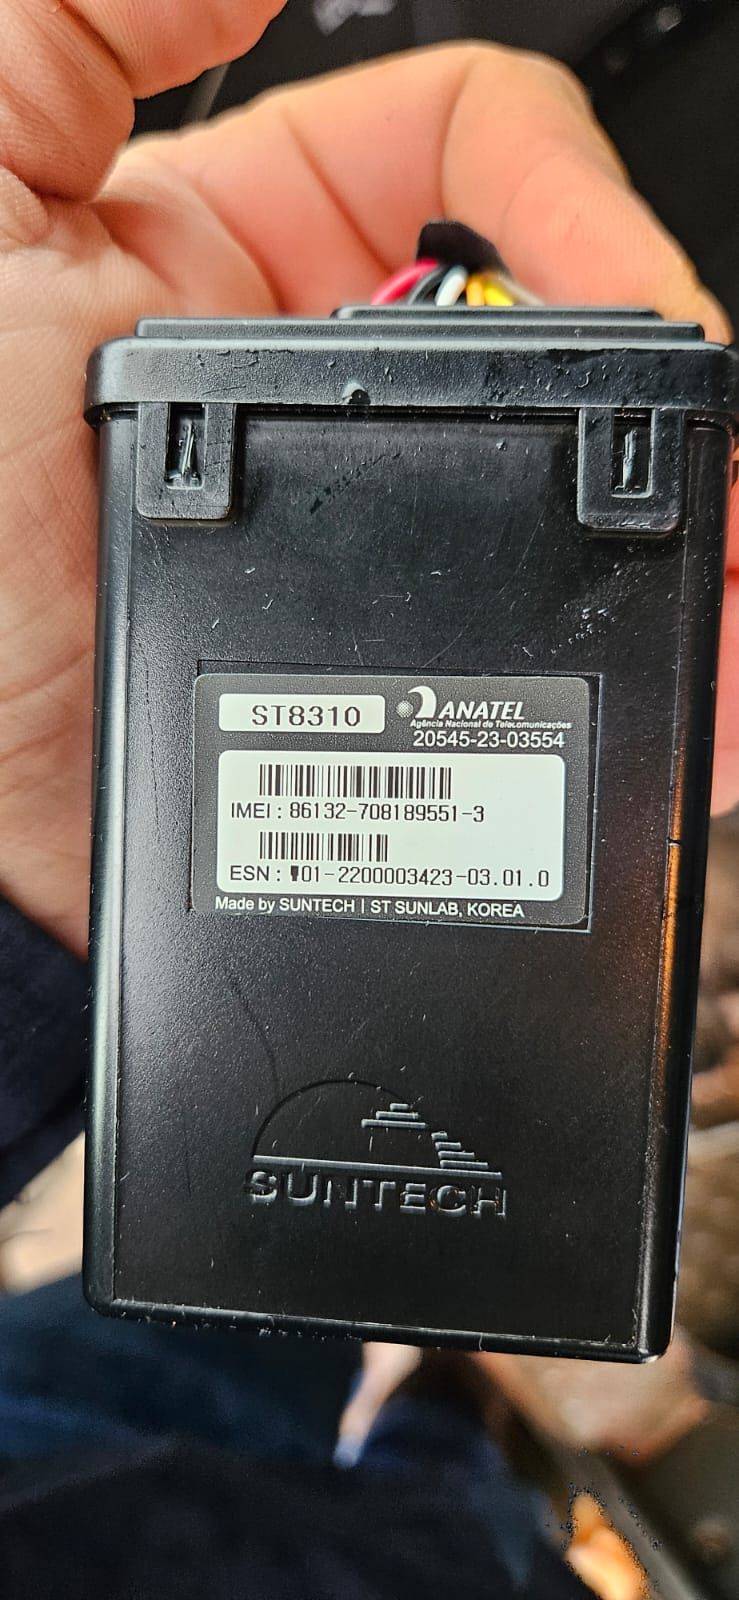 ST8310
ANATEL
Agência Nacional de Telecomunicações
20545-23-03554
IMEI : 86132-708189551-3
ESN : 01-2200003423-03.01.0
Made by SUNTECH | ST SUNLAB, KOREA
SUNTECH